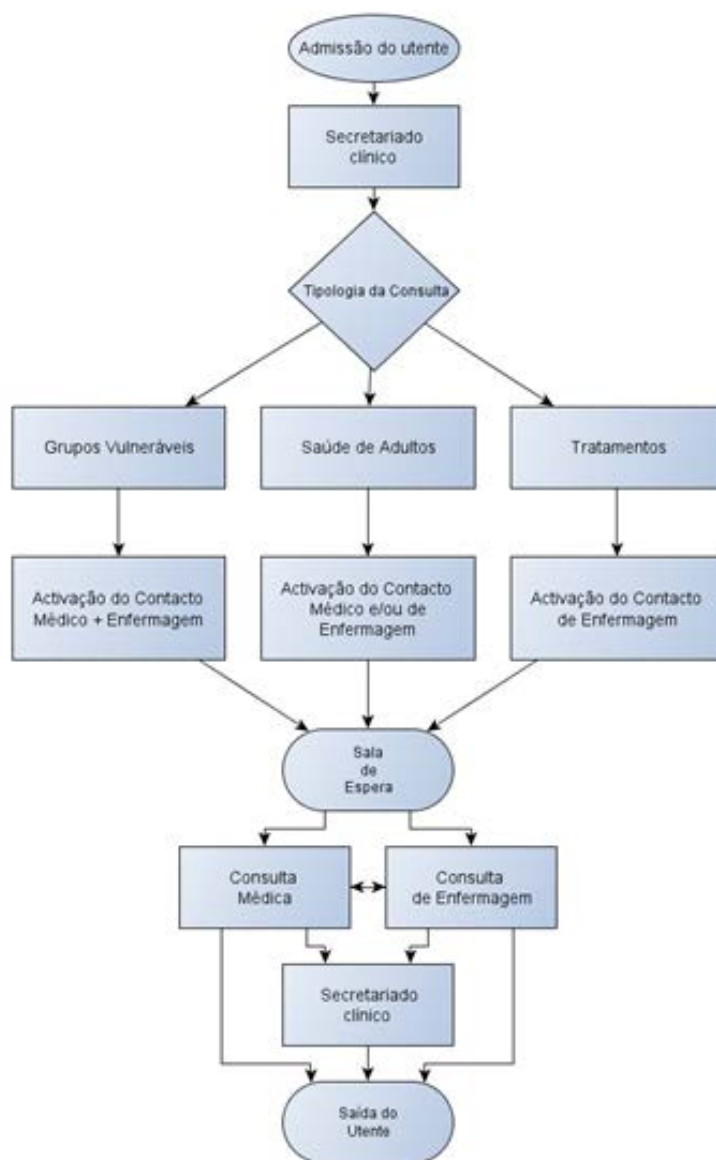 Admissão do utente
Secretariado
clínico
Tipologia da Consulta
Grupos Vulneráveis
Saúde de Adultos
Tratamentos
Activação do Contacto
Médico + Enfermagem
Activação do Contacto
Médico e/ou de
Enfermagem
Activação do Contacto
de Enfermagem
Sala
de
Espera
Consulta
Médica
Consulta
de Enfermagem
Secretariado
clínico
Saída do
Utente